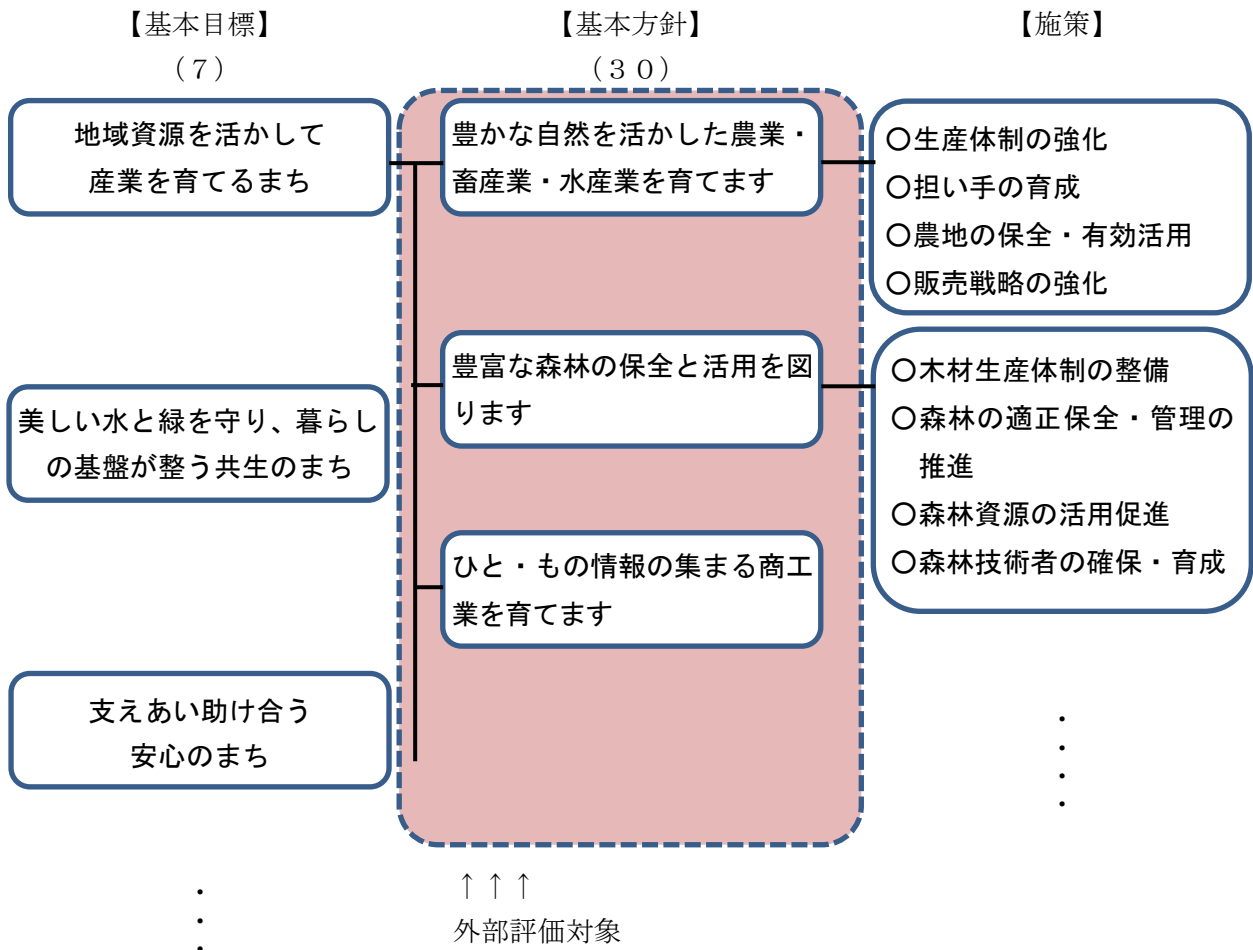 【基本目標】
(7)
地域資源を活かして
産業を育てるまち
美しい水と緑を守り、暮らし
の基盤が整う共生のまち
支えあい助け合う
安心のまち
・
・
・
【基本方針】
(30)
豊かな自然を活かした農業・
畜産業・水産業を育てます
豊富な森林の保全と活用を図
ります
ひと・もの情報の集まる商工
業を育てます
↑↑↑
外部評価対象
【施策】
○生産体制の強化
○担い手の育成
○農地の保全・有効活用
○販売戦略の強化
○木材生産体制の整備
○森林の適正保全・管理の
推進
○森林資源の活用促進
○森林技術者の確保・育成
・
・
・
・